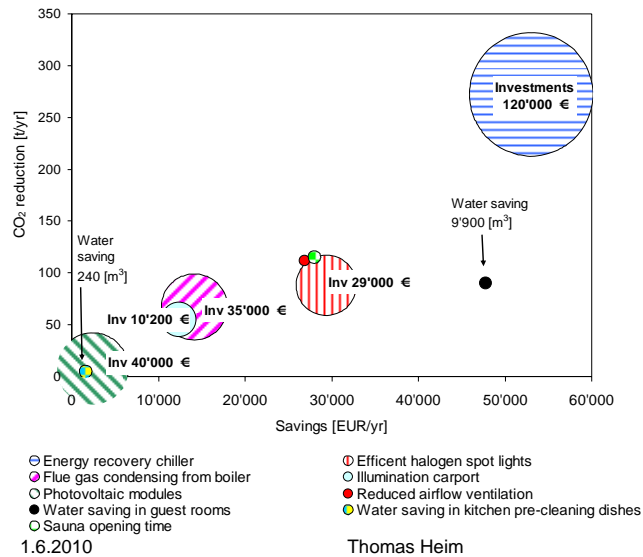 350
300
250
200
150
100
50
0
CO₂ reduction [t/yr]
Investments
120'000 €
Water saving
9'900 [m³]
Water
saving
240 [m³]
Inv 29'000 €
Inv 10'200 €
Inv 35'000 €
Inv 40'000 €
0
10'000
20'000
30'000
40'000
50'000
60'000
Savings [EUR/yr]
Energy recovery chiller
Efficent halogen spot lights
Flue gas condensing from boiler
Illumination carport
Photovoltaic modules
Reduced airflow ventilation
Water saving in guest rooms
Water saving in kitchen pre-cleaning dishes
Sauna opening time
1.6.2010
Thomas Heim